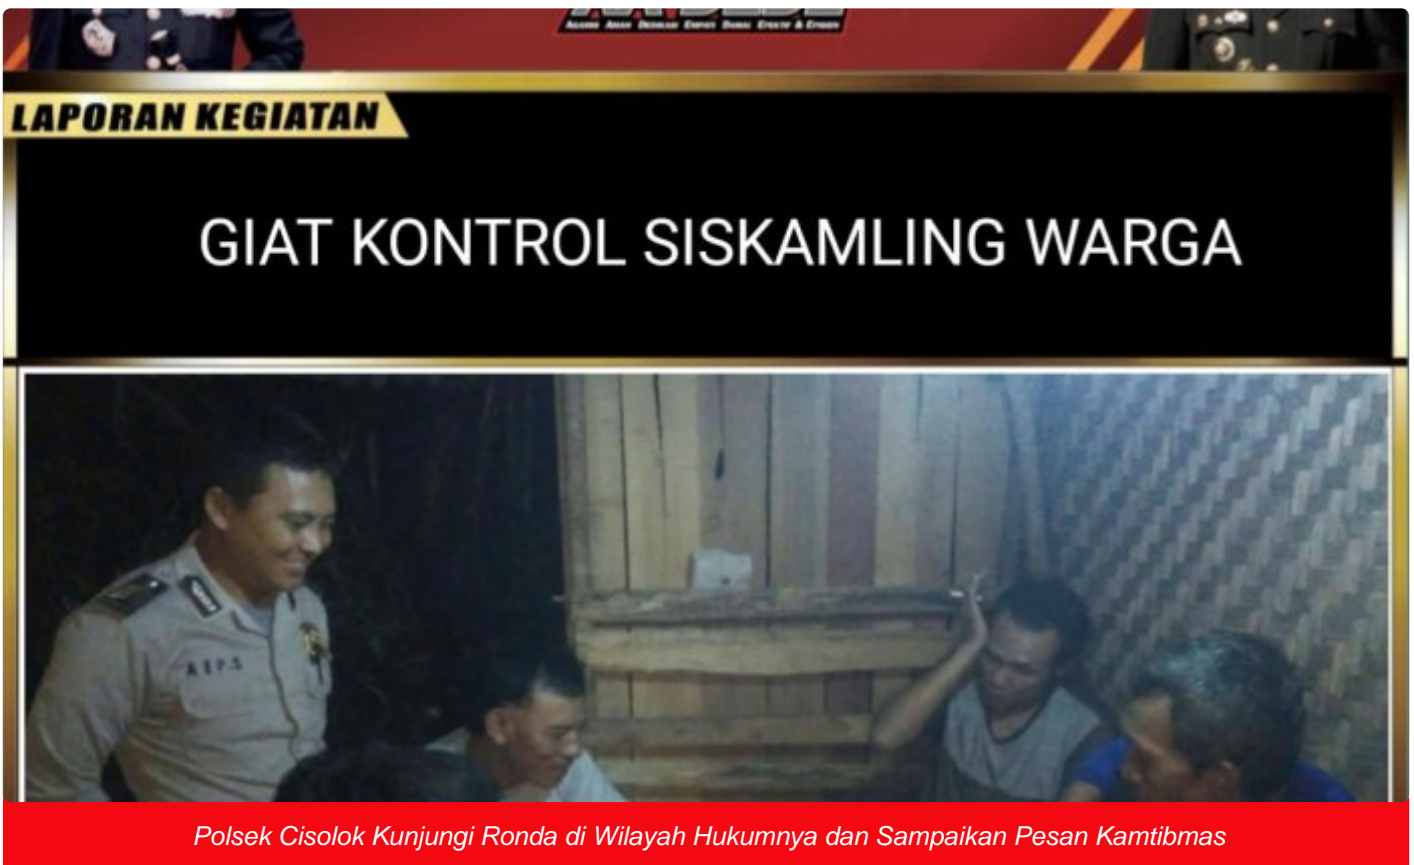 LAPORAN KEGIATAN
GIAT KONTROL SISKAMLING WARGA
Polsek Cisolok Kunjungi Ronda di Wilayah Hukumnya dan Sampaikan Pesan Kamtibmas